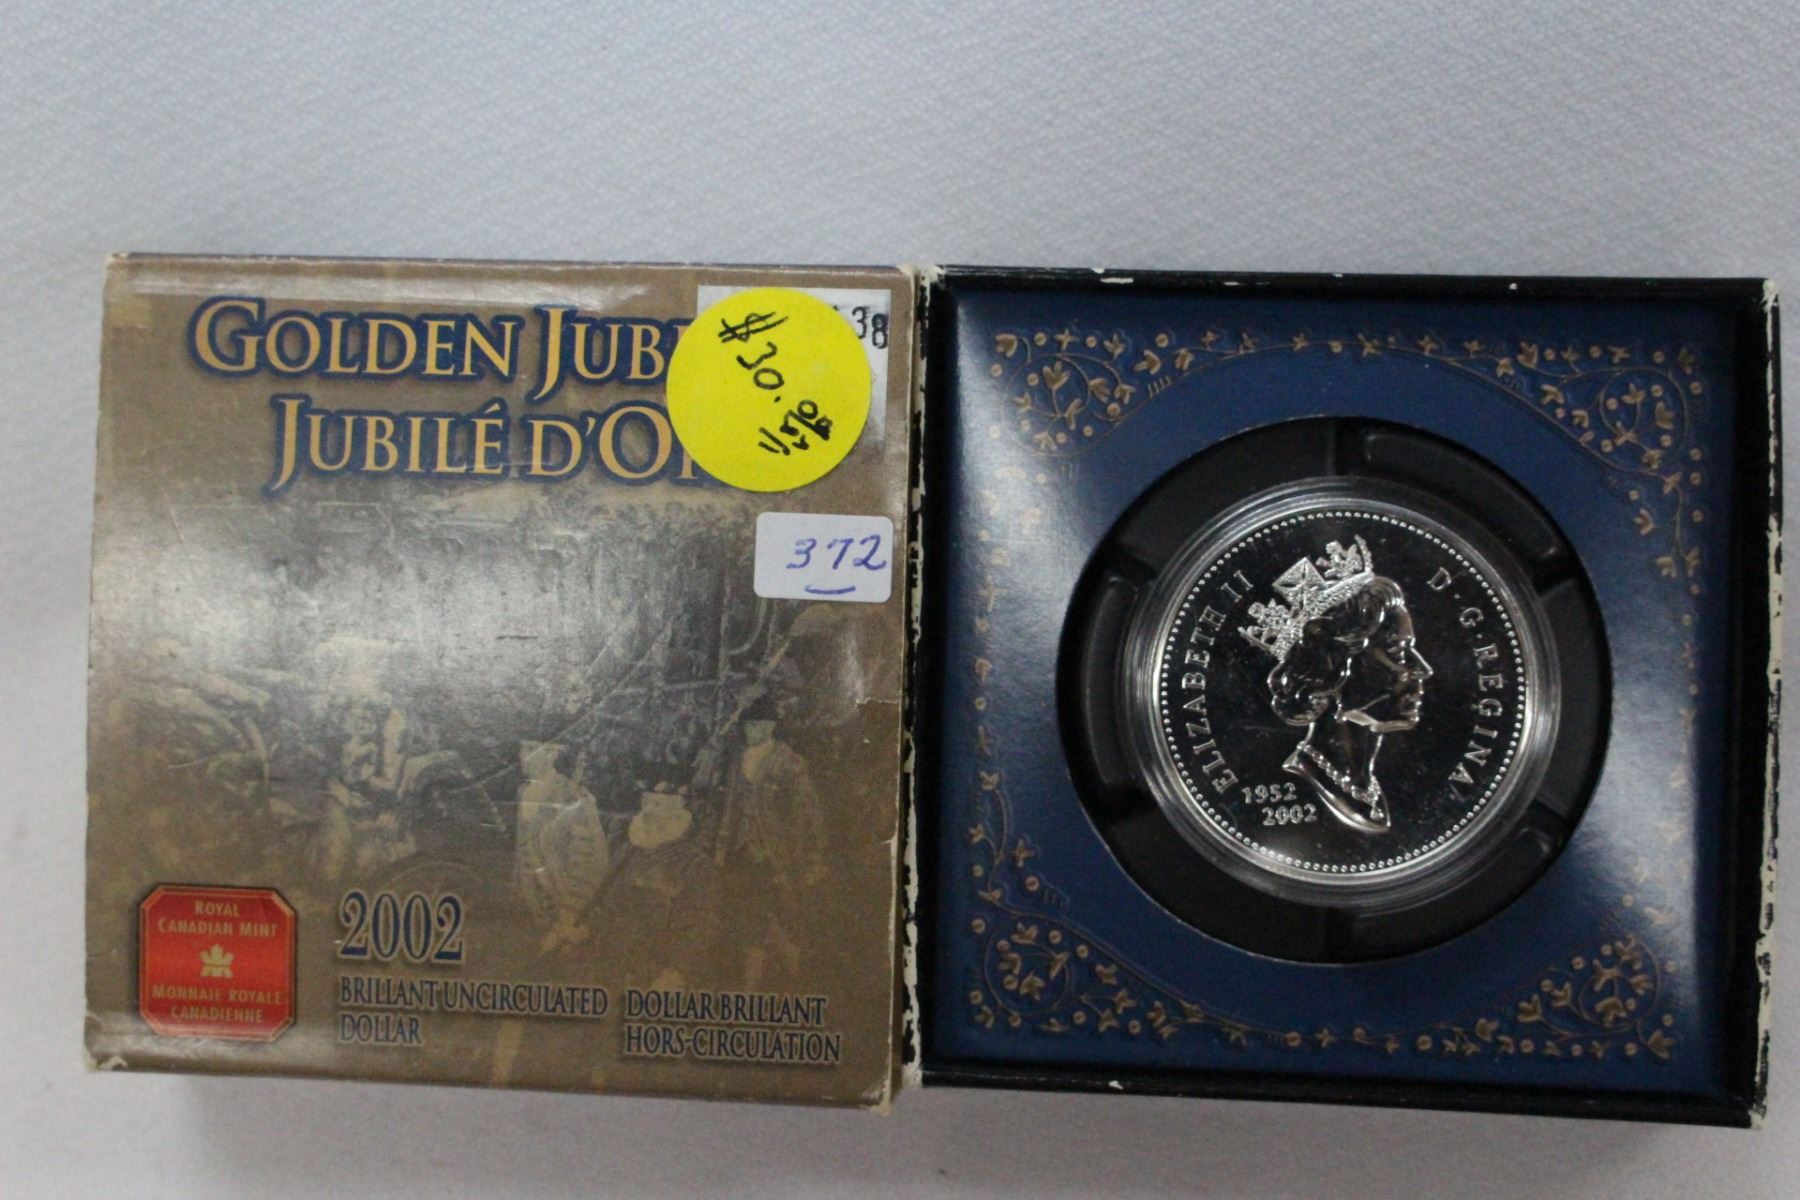 GOLDEN JUB
JUBILÉ D'O
38
$30.
372
ROYAL
CANADIAN MINT
MONNAIE ROYALE
CANADIENNE
2002
BRILLANT UNCIRCULATED
DOLLAR
DOLLAR BRILLANT
HORS-CIRCULATION
ELIZABETH II D·G·REGINA
1952
2002